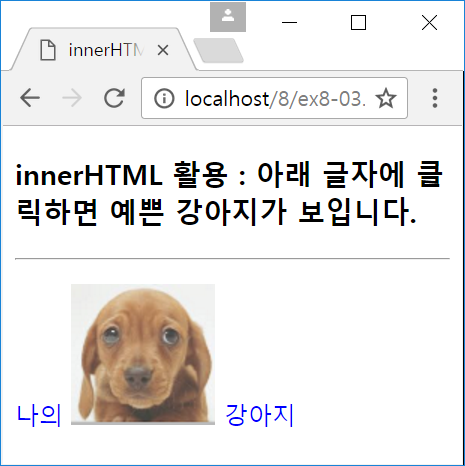 innerHTM
localhost/8/ex8-03.
innerHTML 활용 : 아래 글자에 클
릭하면 예쁜 강아지가 보입니다.
나의 강아지